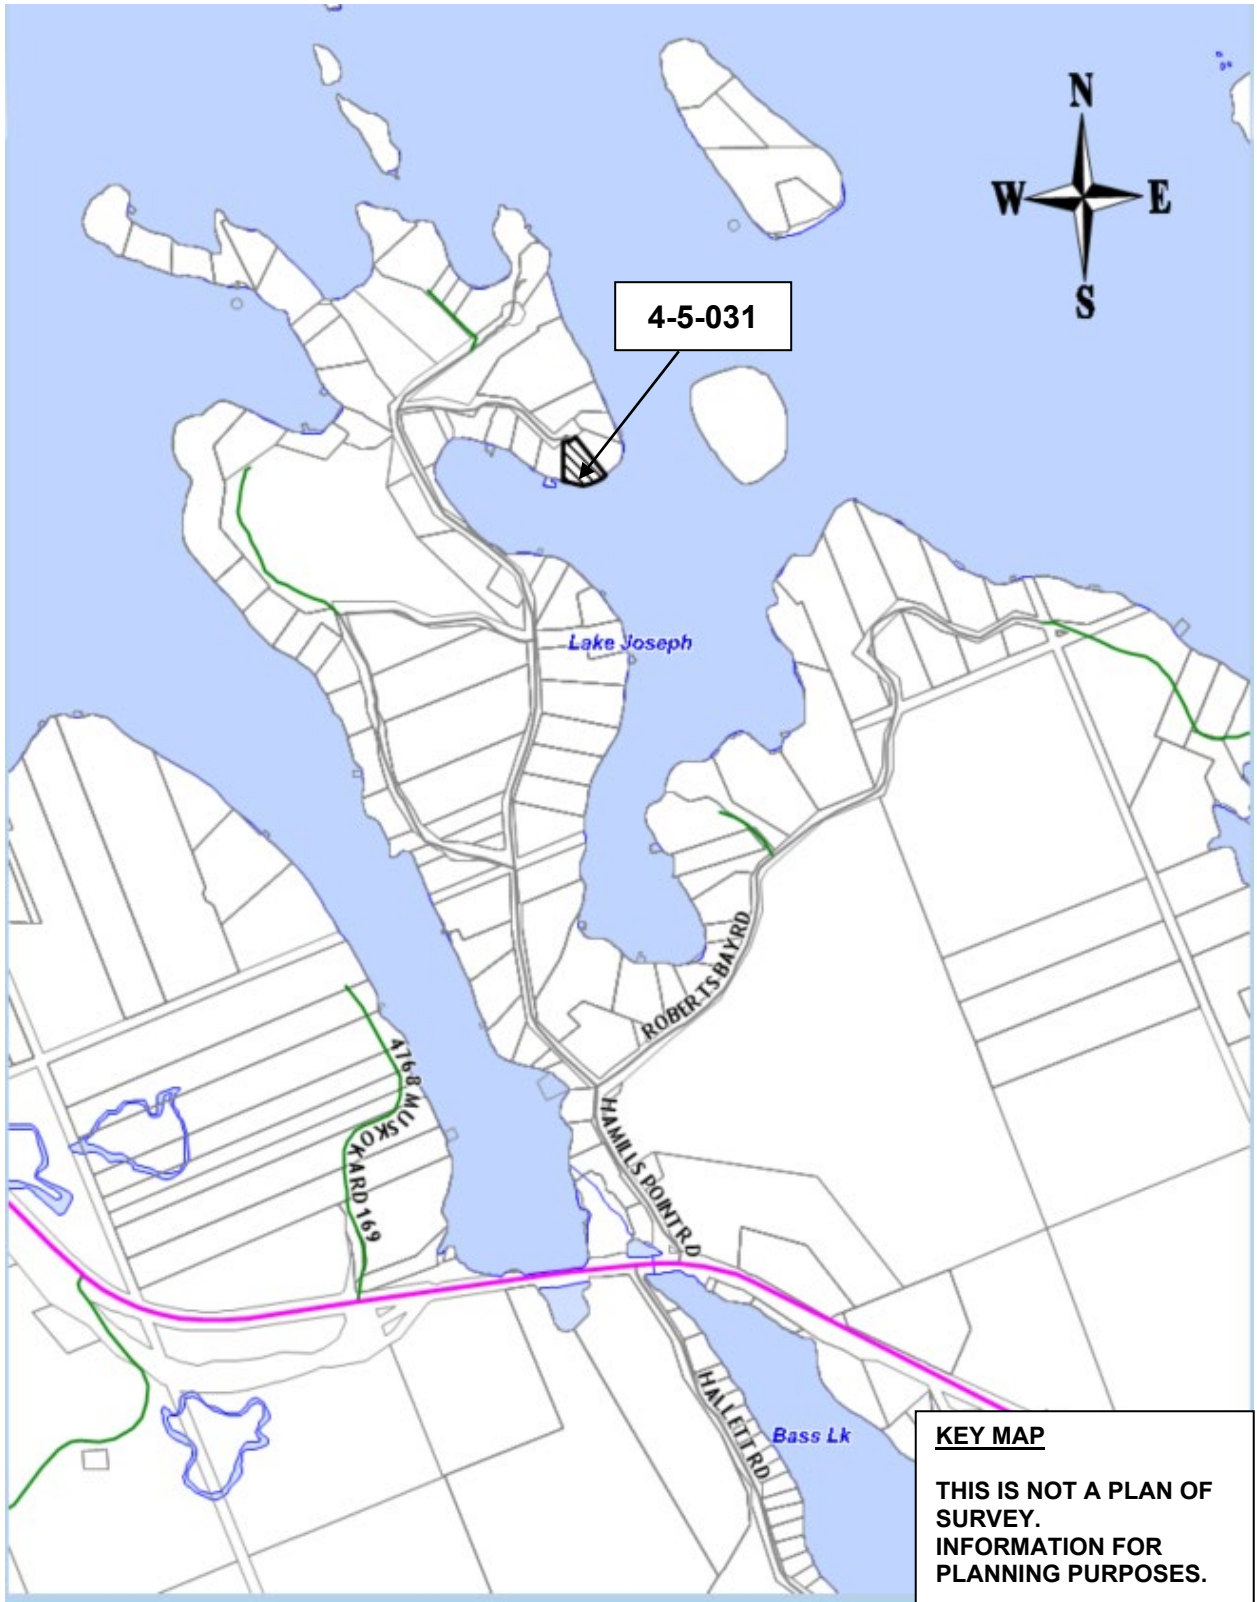 N
W E
S
4-5-031
Lake Joseph
ROBERTS BAY RD
4768 MUSKOKA RD 169
HAMILLS POINT RD
HALLETT RD
Bass Lk
KEY MAP
THIS IS NOT A PLAN OF
SURVEY.
INFORMATION FOR
PLANNING PURPOSES.